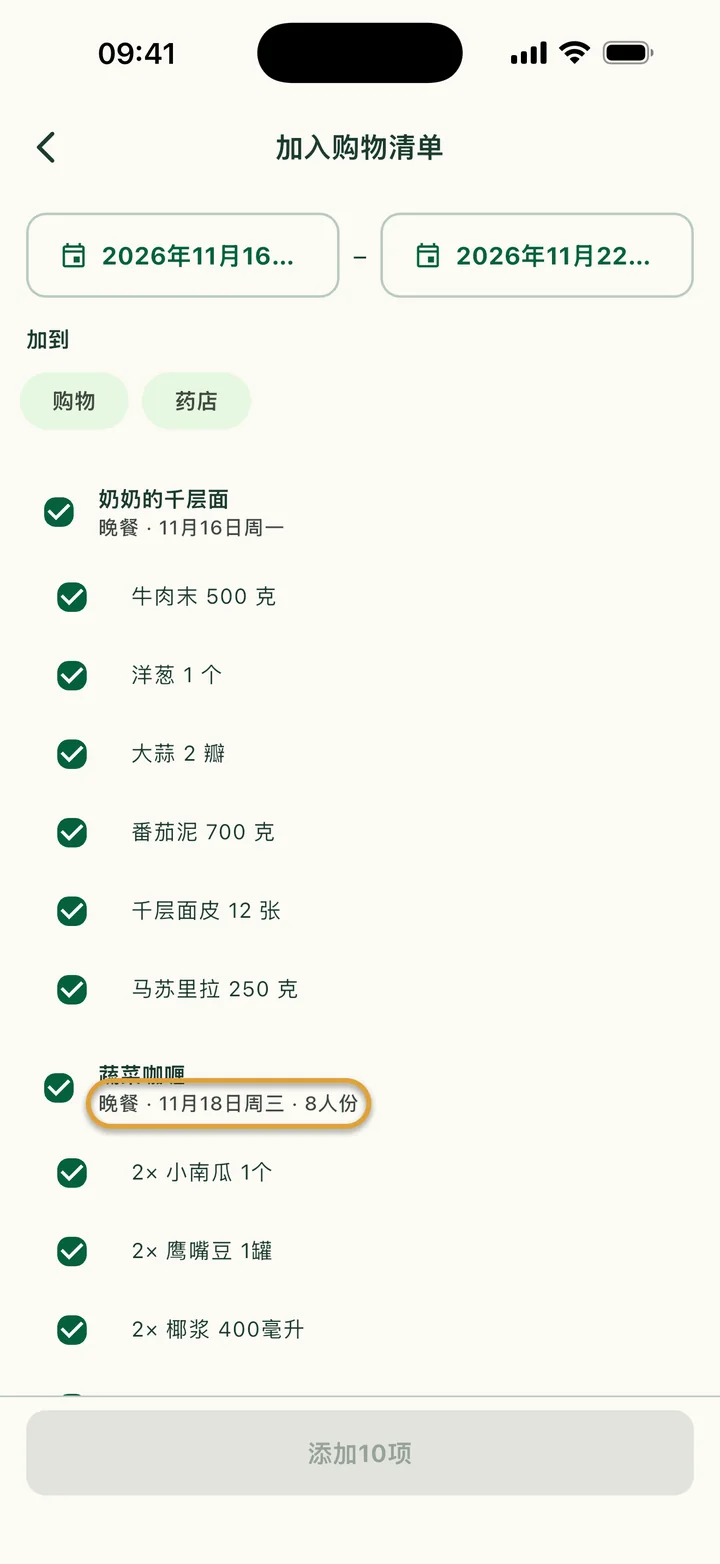 09:41
加入购物清单
2026年11月16... – 2026年11月22...
加到
购物 药店
奶奶的千层面
晚餐 · 11月16日周一
牛肉末 500 克
洋葱 1 个
大蒜 2 瓣
番茄泥 700 克
千层面皮 12 张
马苏里拉 250 克
蔬菜咖喱
晚餐 · 11月18日周三 · 8人份
2× 小南瓜 1个
2× 鹰嘴豆 1罐
2× 椰浆 400毫升
添加10项